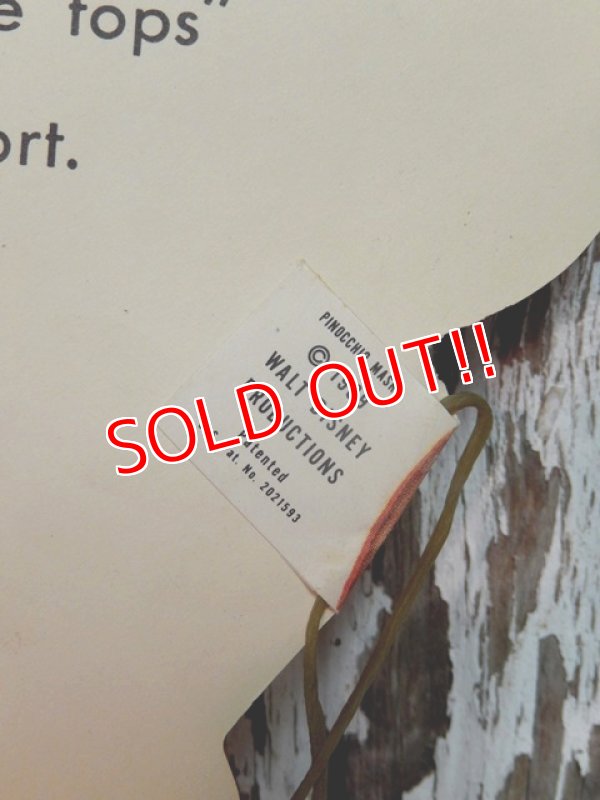 e tops"
ort.
PINOCCHIO MASK
©
WALT DISNEY
PRODUCTIONS
Patented
Pat. No. 2021593
SOLD OUT!!